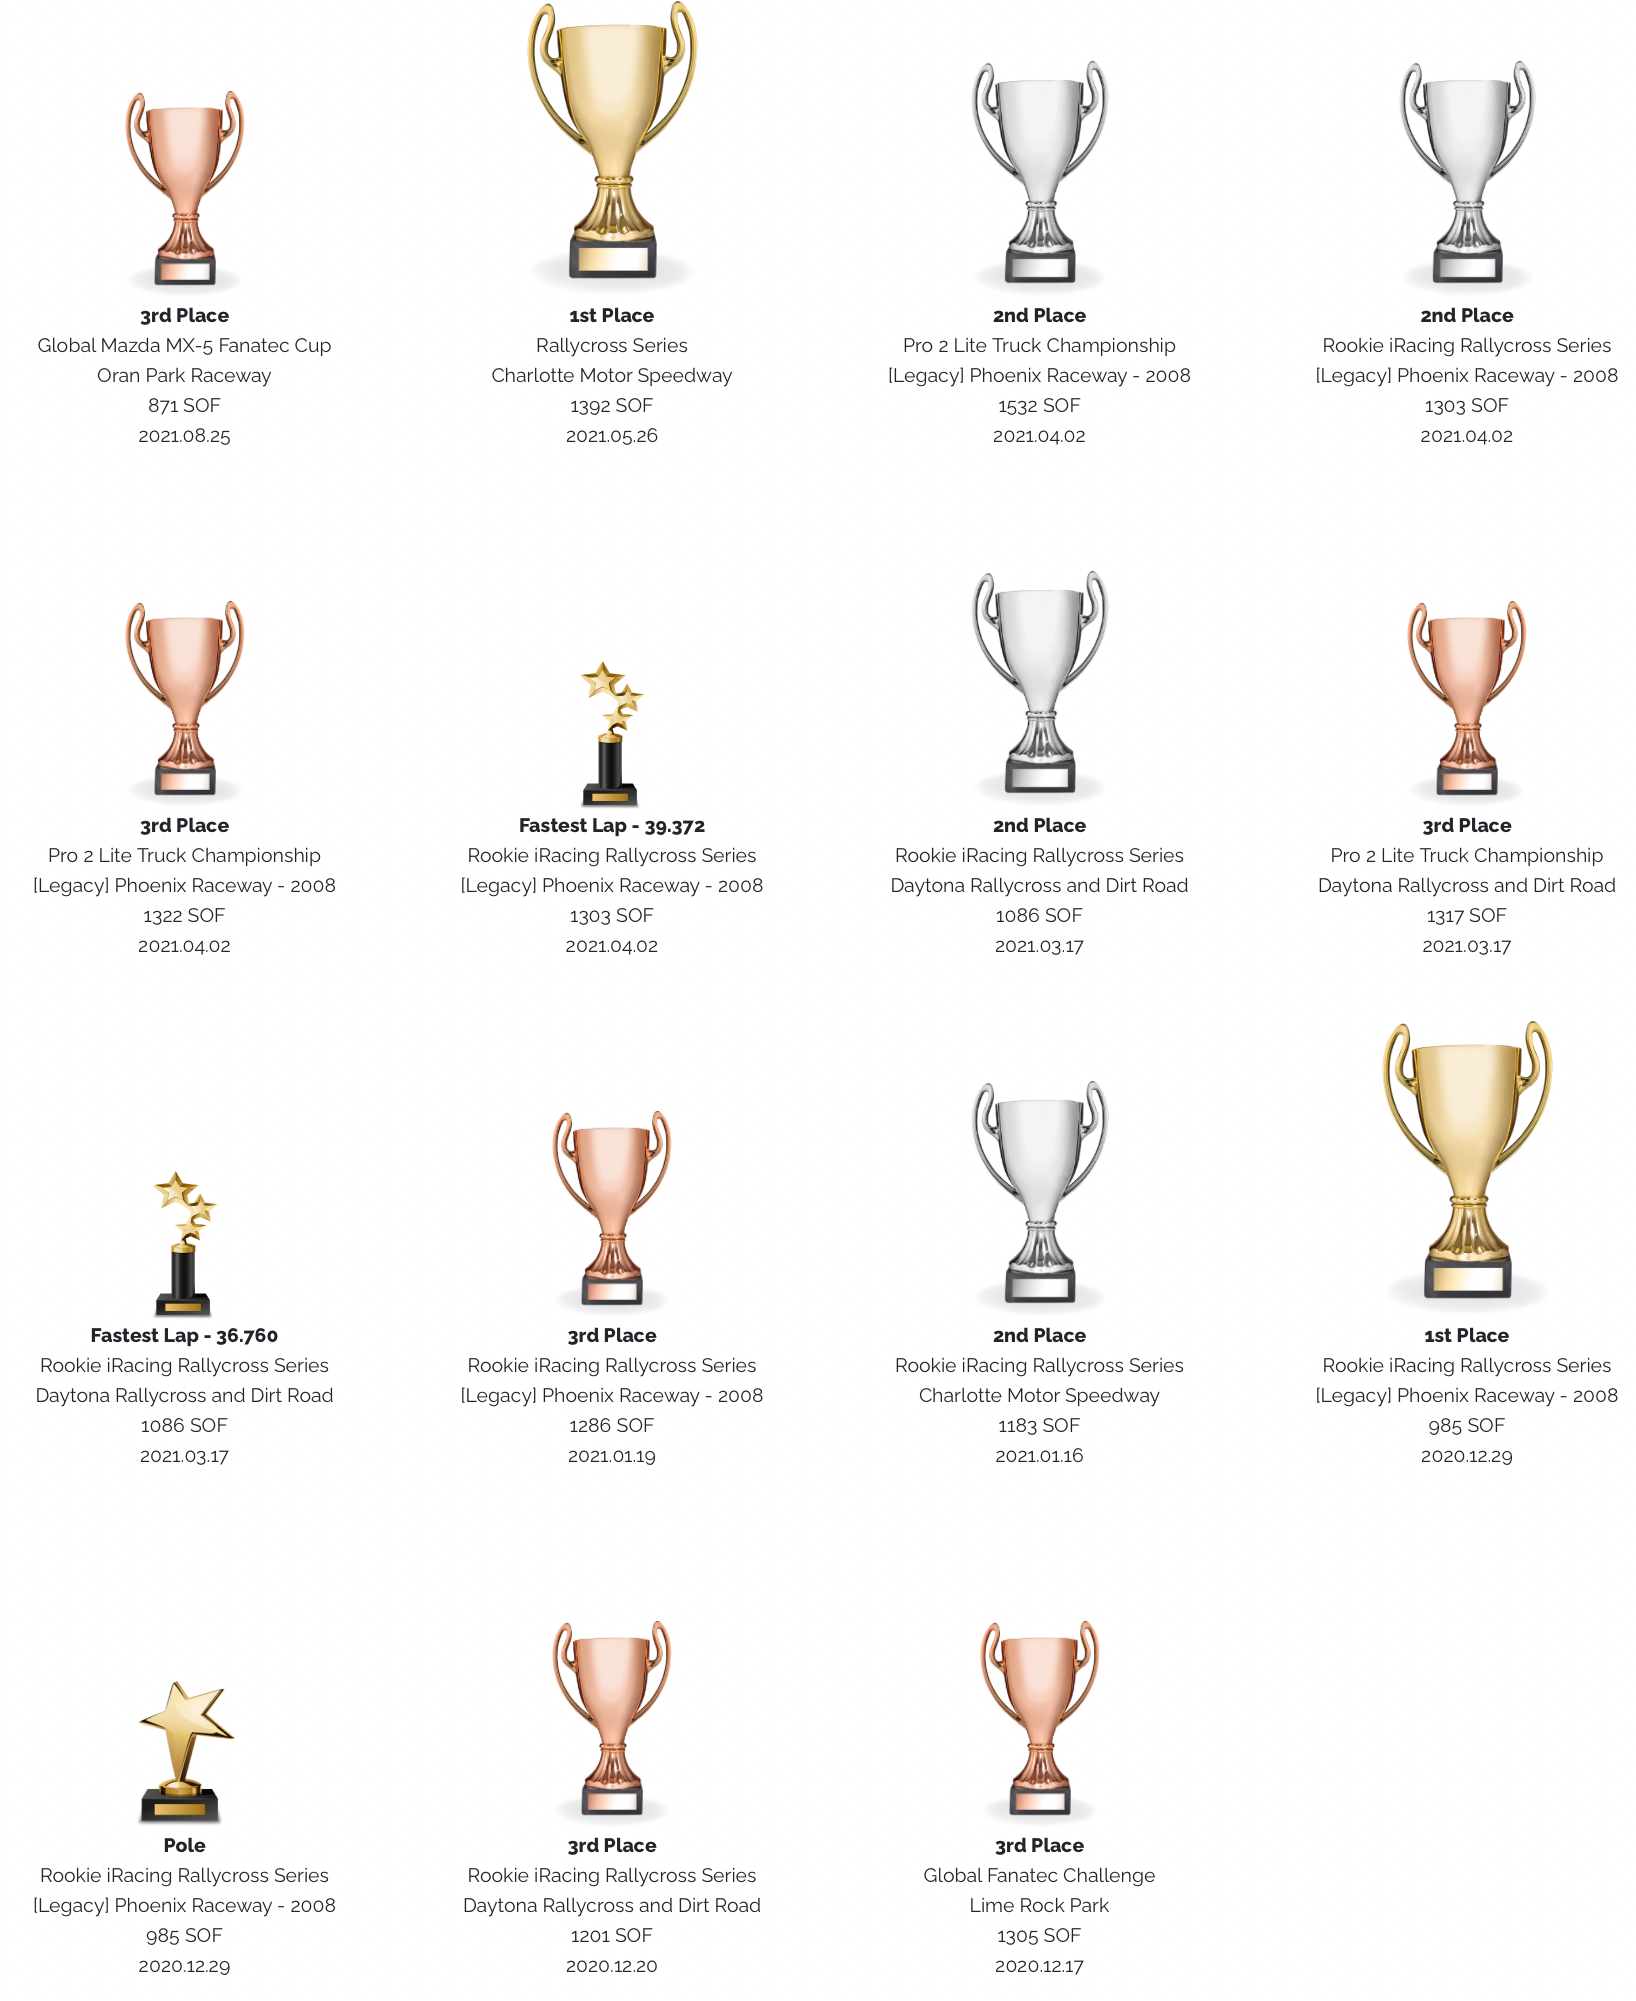 3rd Place
Global Mazda MX-5 Fanatec Cup
Oran Park Raceway
871 SOF
2021.08.25
1st Place
Rallycross Series
Charlotte Motor Speedway
1392 SOF
2021.05.26
2nd Place
Pro 2 Lite Truck Championship
[Legacy] Phoenix Raceway - 2008
1532 SOF
2021.04.02
2nd Place
Rookie iRacing Rallycross Series
[Legacy] Phoenix Raceway - 2008
1303 SOF
2021.04.02
3rd Place
Pro 2 Lite Truck Championship
[Legacy] Phoenix Raceway - 2008
1322 SOF
2021.04.02
Fastest Lap - 39.372
Rookie iRacing Rallycross Series
[Legacy] Phoenix Raceway - 2008
1303 SOF
2021.04.02
2nd Place
Rookie iRacing Rallycross Series
Daytona Rallycross and Dirt Road
1086 SOF
2021.03.17
3rd Place
Pro 2 Lite Truck Championship
Daytona Rallycross and Dirt Road
1317 SOF
2021.03.17
Fastest Lap - 36.760
Rookie iRacing Rallycross Series
Daytona Rallycross and Dirt Road
1086 SOF
2021.03.17
3rd Place
Rookie iRacing Rallycross Series
[Legacy] Phoenix Raceway - 2008
1286 SOF
2021.01.19
2nd Place
Rookie iRacing Rallycross Series
Charlotte Motor Speedway
1183 SOF
2021.01.16
1st Place
Rookie iRacing Rallycross Series
[Legacy] Phoenix Raceway - 2008
985 SOF
2020.12.29
Pole
Rookie iRacing Rallycross Series
[Legacy] Phoenix Raceway - 2008
985 SOF
2020.12.29
3rd Place
Rookie iRacing Rallycross Series
Daytona Rallycross and Dirt Road
1201 SOF
2020.12.20
3rd Place
Global Fanatec Challenge
Lime Rock Park
1305 SOF
2020.12.17